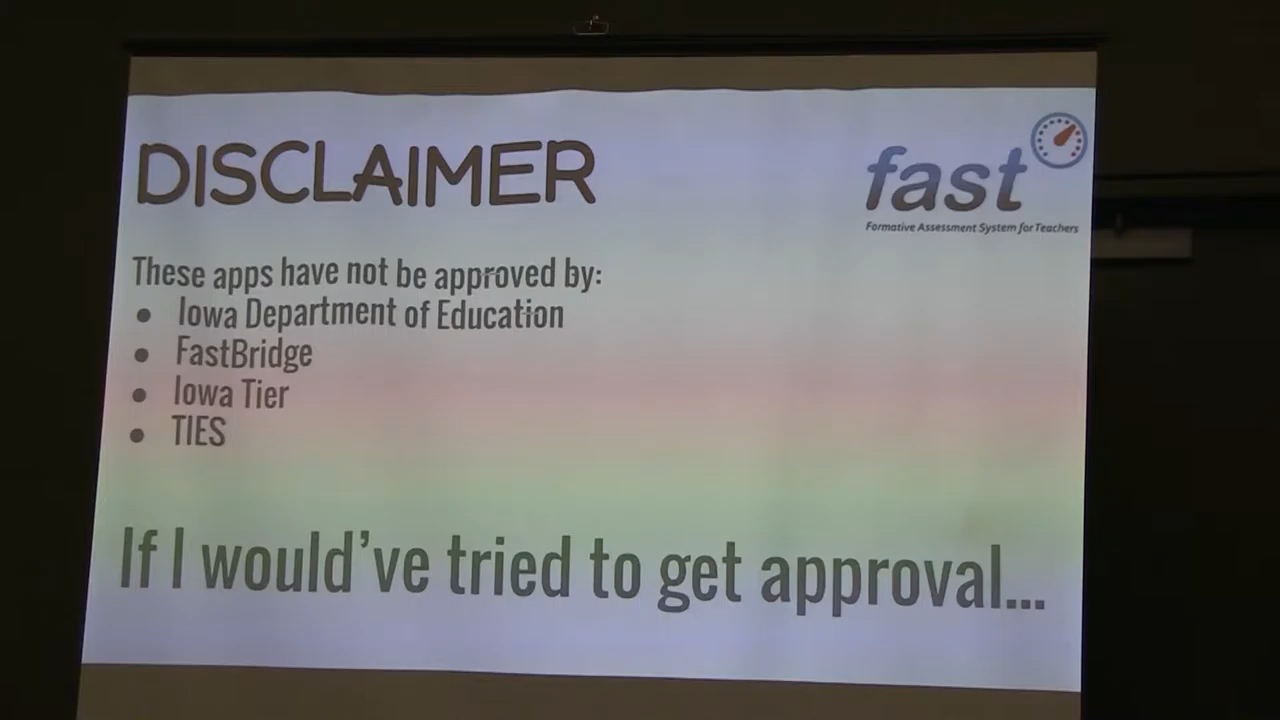 DISCLAIMER
fast
Formative Assessment System for Teachers
These apps have not be approved by:
• Iowa Department of Education
• FastBridge
• Iowa Tier
• TIES
If I would've tried to get approval...